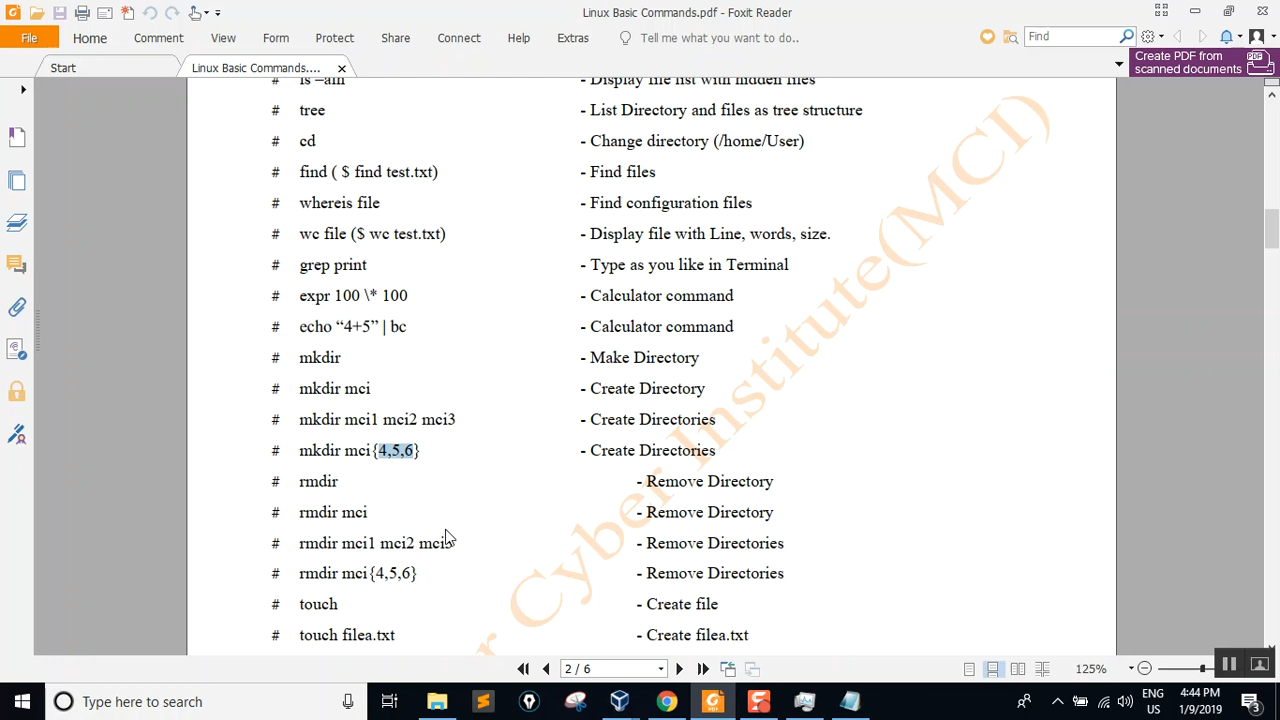 Linux Basic Commands.pdf - Foxit Reader
File Home Comment View Form Protect Share Connect Help Extras Tell me what you want to do.. Find
Create PDF from
scanned documents
Start Linux Basic Commands....
# ls –alh - Display file list with hidden files
# tree - List Directory and files as tree structure
# cd - Change directory (/home/User)
# find ( $ find test.txt) - Find files
# whereis file - Find configuration files
# wc file ($ wc test.txt) - Display file with Line, words, size.
# grep print - Type as you like in Terminal
# expr 100 \* 100 - Calculator command
# echo “4+5” | bc - Calculator command
# mkdir - Make Directory
# mkdir mci - Create Directory
# mkdir mci1 mci2 mci3 - Create Directories
# mkdir mci{4,5,6} - Create Directories
# rmdir - Remove Directory
# rmdir mci - Remove Directory
# rmdir mci1 mci2 mci3 - Remove Directories
# rmdir mci{4,5,6} - Remove Directories
# touch - Create file
# touch filea.txt - Create filea.txt
r Cyber Institute(MCI)
2 / 6 125%
Type here to search
ENG 4:44 PM
US 1/9/2019
3